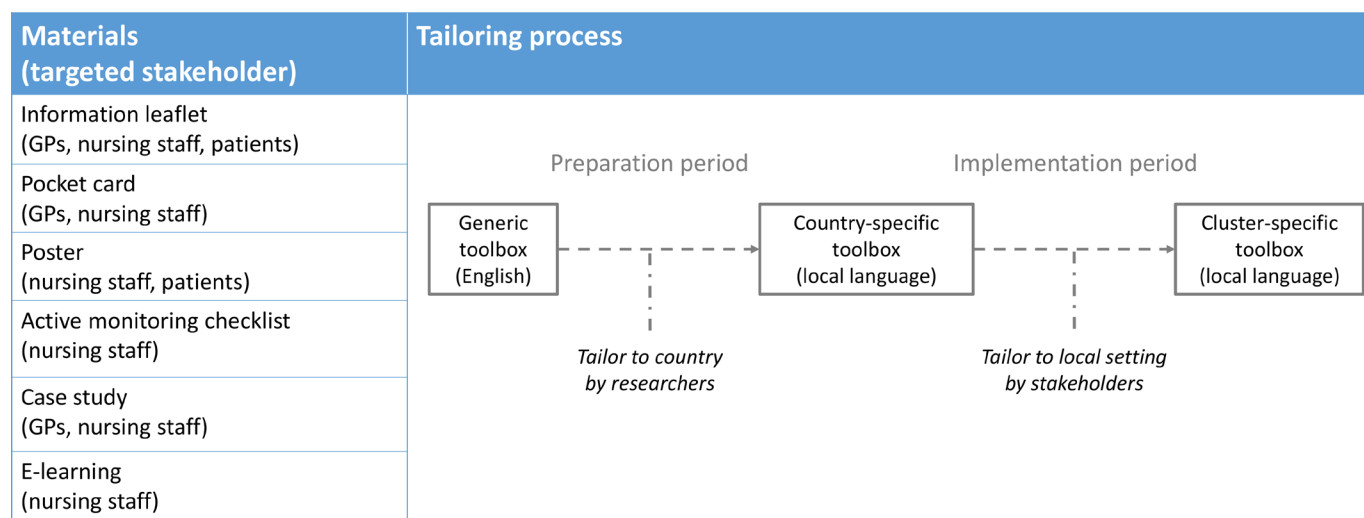 Materials
(targeted stakeholder)
Tailoring process
Information leaflet
(GPs, nursing staff, patients)
Pocket card
(GPs, nursing staff)
Poster
(nursing staff, patients)
Active monitoring checklist
(nursing staff)
Case study
(GPs, nursing staff)
E-learning
(nursing staff)
Preparation period
Implementation period
Generic
toolbox
(English)
Country-specific
toolbox
(local language)
Cluster-specific
toolbox
(local language)
Tailor to country
by researchers
Tailor to local setting
by stakeholders